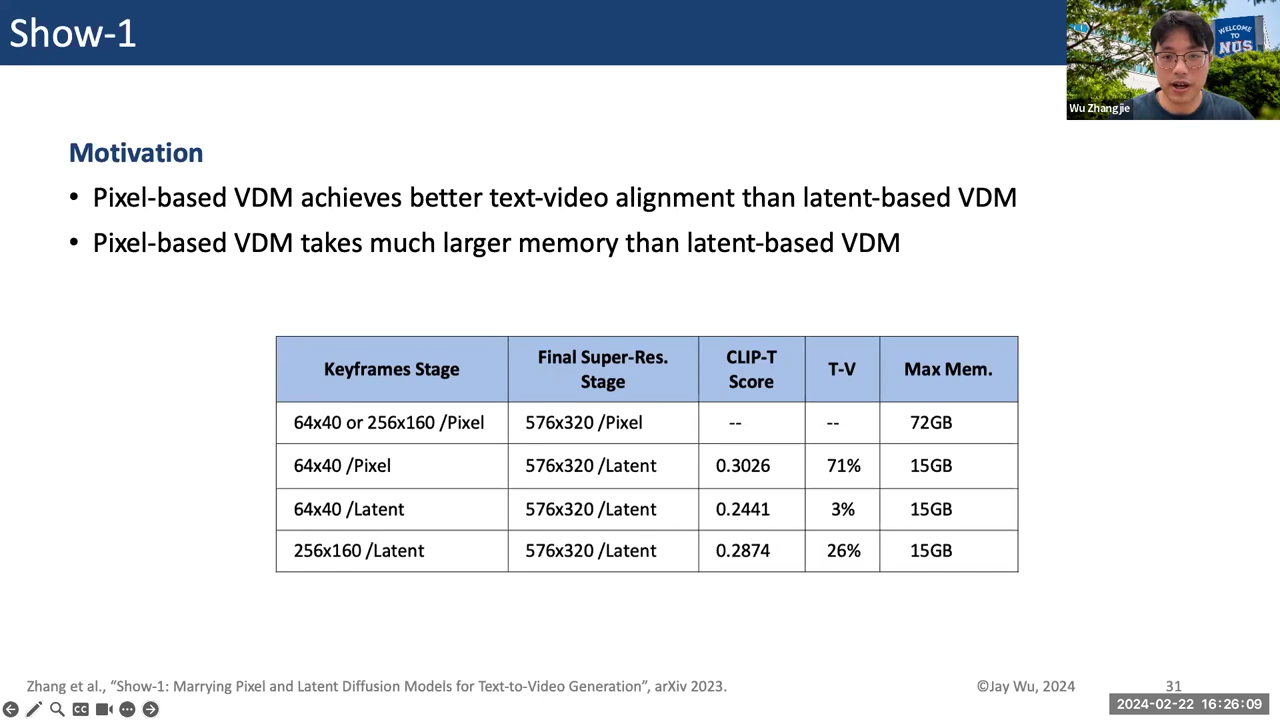 Show-1
WELCOME
TO
NUS
Wu Zhangjie
Motivation
• Pixel-based VDM achieves better text-video alignment than latent-based VDM
• Pixel-based VDM takes much larger memory than latent-based VDM
Keyframes Stage Final Super-Res. Stage CLIP-T Score T-V Max Mem.
64x40 or 256x160 /Pixel 576x320 /Pixel -- -- 72GB
64x40 /Pixel 576x320 /Latent 0.3026 71% 15GB
64x40 /Latent 576x320 /Latent 0.2441 3% 15GB
256x160 /Latent 576x320 /Latent 0.2874 26% 15GB
Zhang et al., “Show-1: Marrying Pixel and Latent Diffusion Models for Text-to-Video Generation”, arXiv 2023.
©Jay Wu, 2024
31
CC
2024-02-22 16:26:09